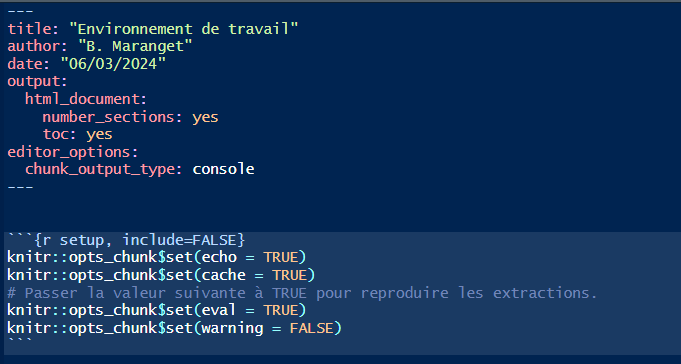 ---
title: "Environnement de travail"
author: "B. Maranget"
date: "06/03/2024"
output:
  html_document:
    number_sections: yes
    toc: yes
editor_options:
  chunk_output_type: console
---
```{r setup, include=FALSE}
knitr::opts_chunk$set(echo = TRUE)
knitr::opts_chunk$set(cache = TRUE)
# Passer la valeur suivante à TRUE pour reproduire les extractions.
knitr::opts_chunk$set(eval = TRUE)
knitr::opts_chunk$set(warning = FALSE)
```